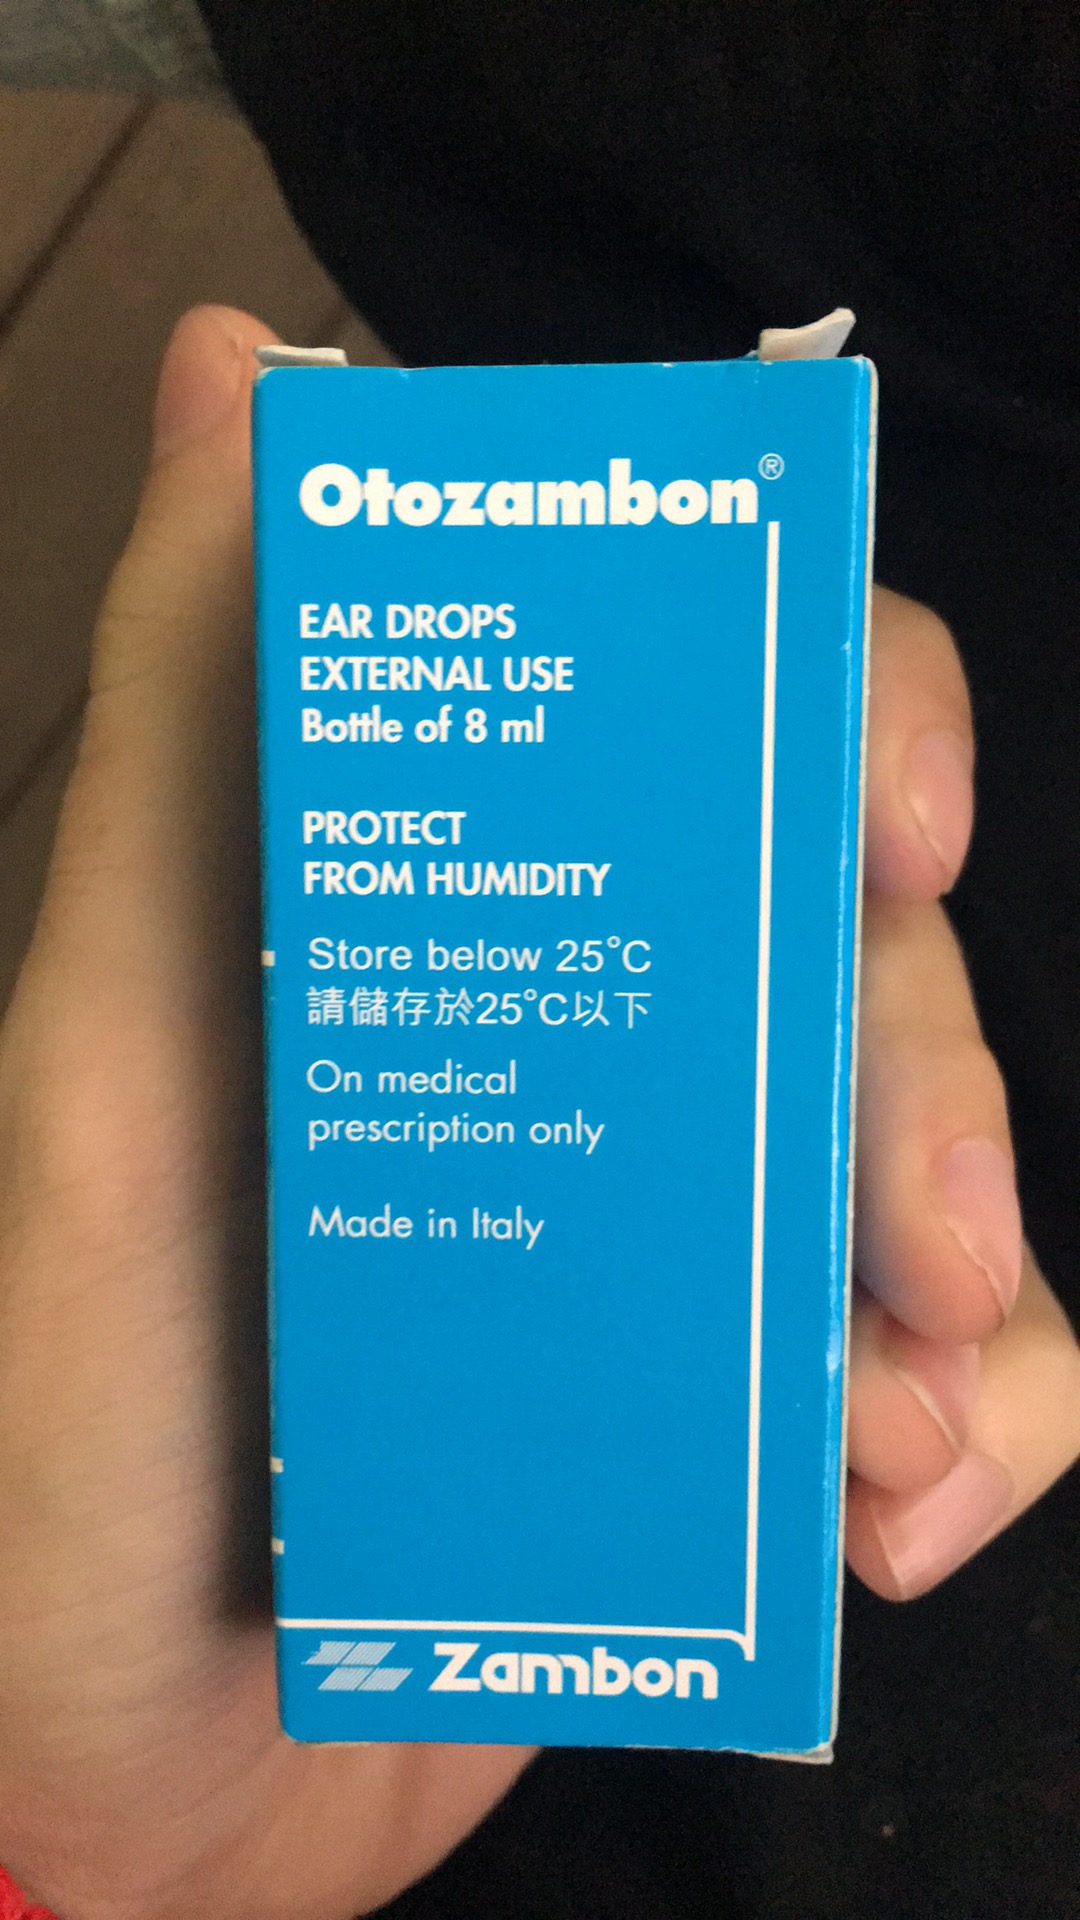 Otozambon®
EAR DROPS
EXTERNAL USE
Bottle of 8 ml
PROTECT
FROM HUMIDITY
Store below 25°C
請儲存於25°C以下
On medical
prescription only
Made in Italy
Zambon